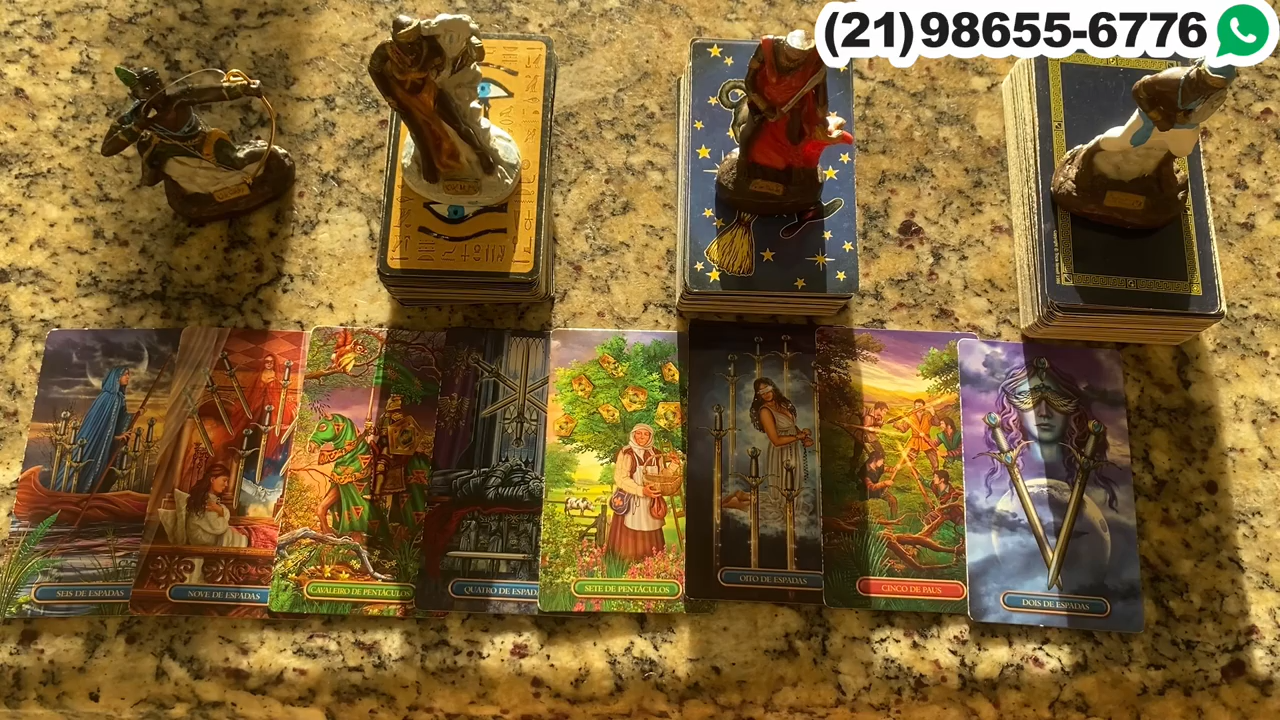 (21)98655-6776
SEIS DE ESPADAS
NOVE DE ESPADAS
CAVALEIRO DE PENTÁCULOS
QUATRO DE ESPADA
SETE DE PENTÁCULOS
OITO DE ESPADAS
CINCO DE PAUS
DOIS DE ESPADAS